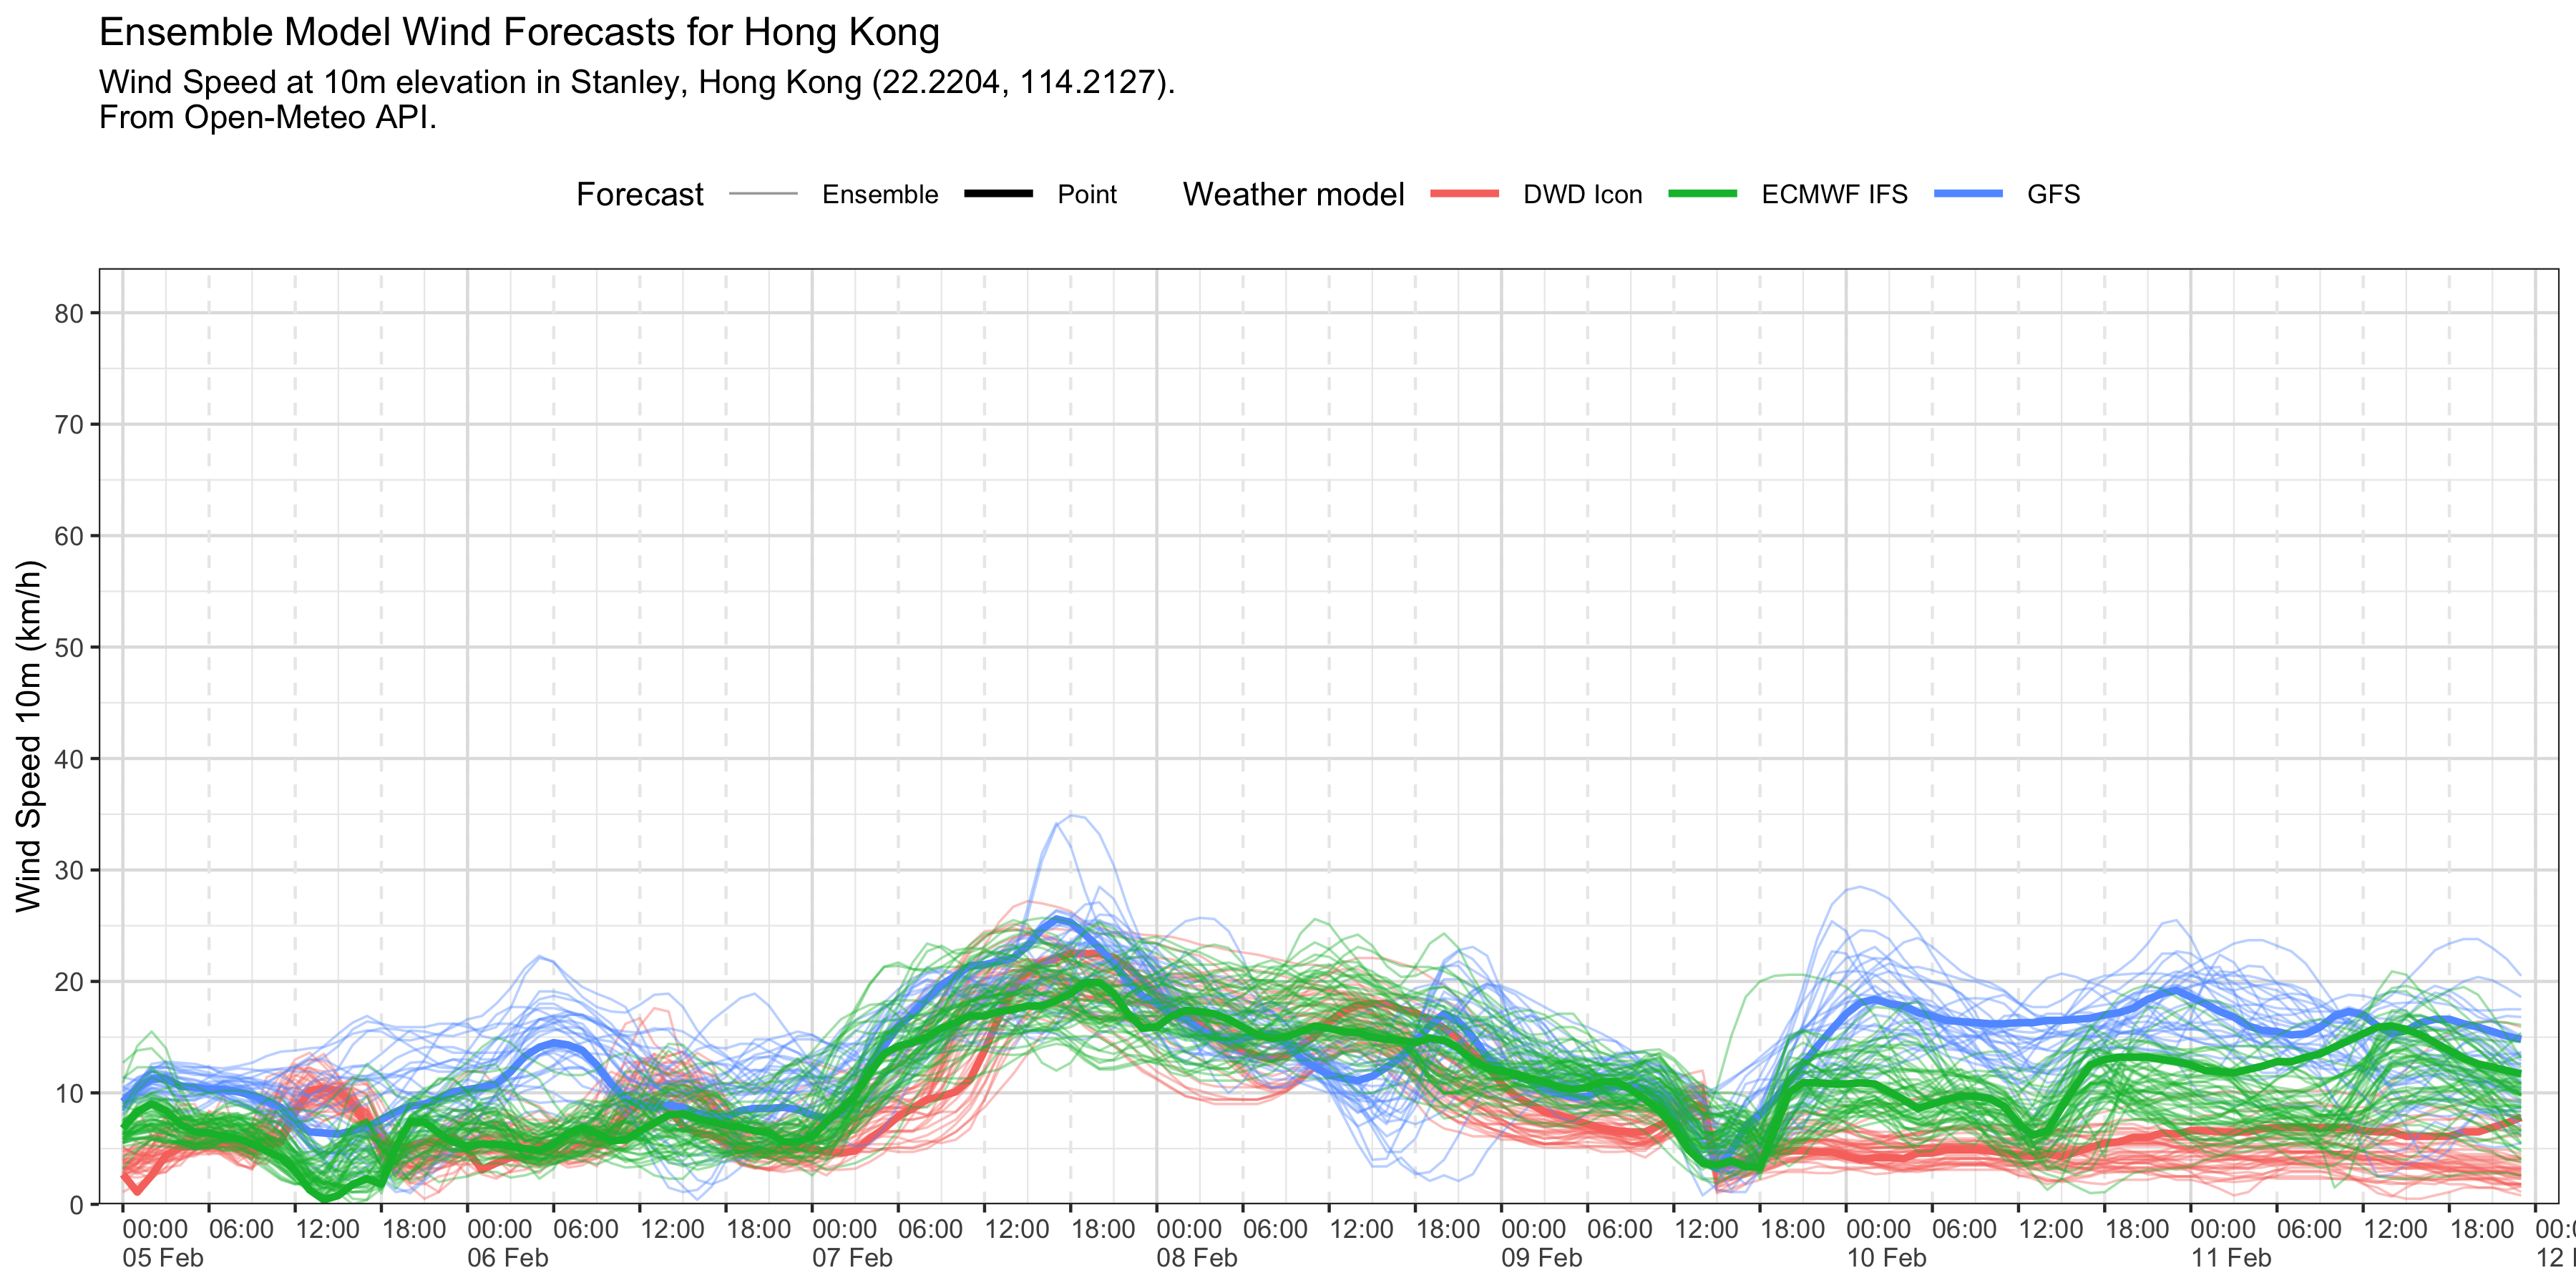 Ensemble Model Wind Forecasts for Hong Kong
Wind Speed at 10m elevation in Stanley, Hong Kong (22.2204, 114.2127).
From Open-Meteo API.
Forecast Ensemble Point Weather model DWD Icon ECMWF IFS GFS
Wind Speed 10m (km/h)
80
70
60
50
40
30
20
10
0
00:00 06:00 12:00 18:00 00:00 06:00 12:00 18:00 00:00 06:00 12:00 18:00 00:00 06:00 12:00 18:00 00:00 06:00 12:00 18:00 00:00 06:00 12:00 18:00 00:00 06:00 12:00 18:00
05 Feb 06 Feb 07 Feb 08 Feb 09 Feb 10 Feb 11 Feb 12